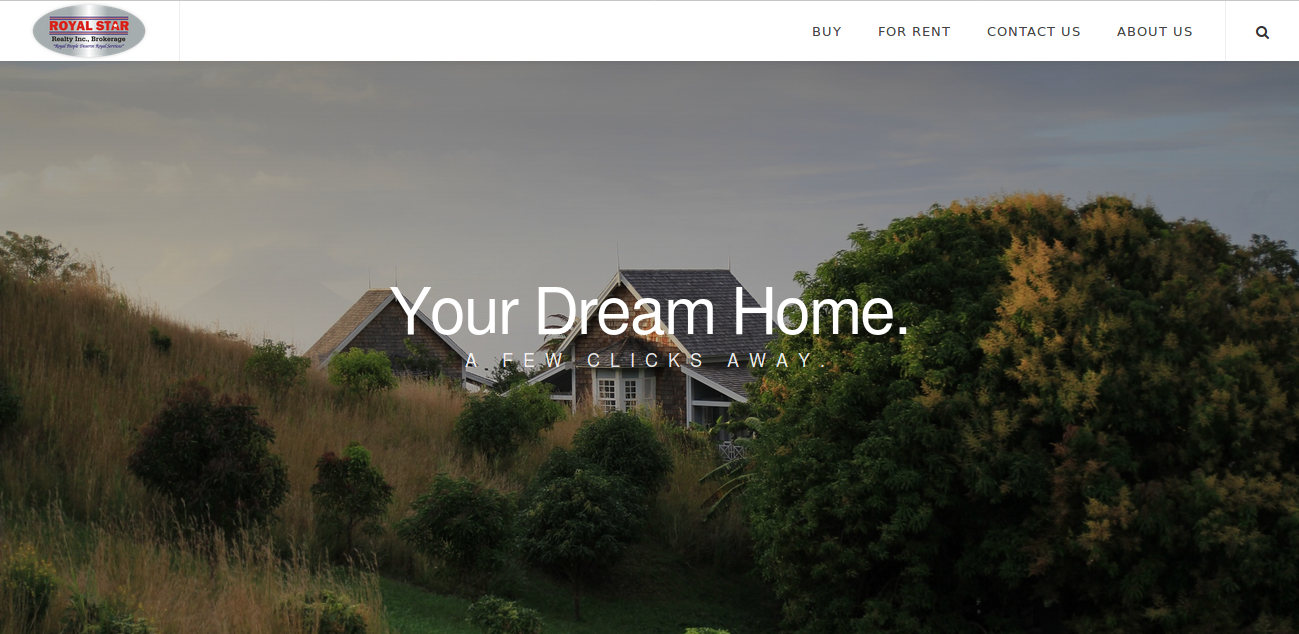 ROYAL STAR
Realty Inc., Brokerage
"Royal People Deserve Royal Services"
BUY
FOR RENT
CONTACT US
ABOUT US
Your Dream Home.
A FEW CLICKS AWAY.